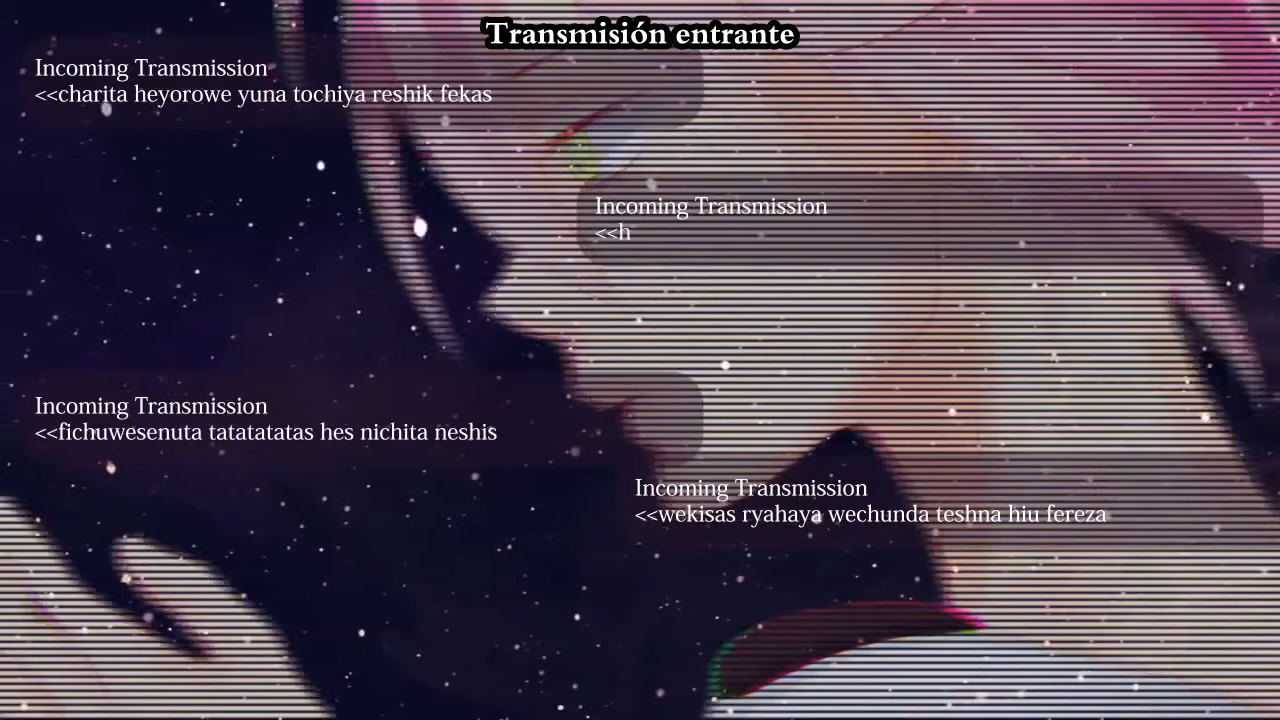 Transmisión entrante
Incoming Transmission
<<charita heyorowe yuna tochiya reshik fekas
Incoming Transmission
<<h
Incoming Transmission
<<fichuwesenuta tatatatatas hes nichita neshis
Incoming Transmission
<<wekisas ryahaya wechunda teshna hiu fereza